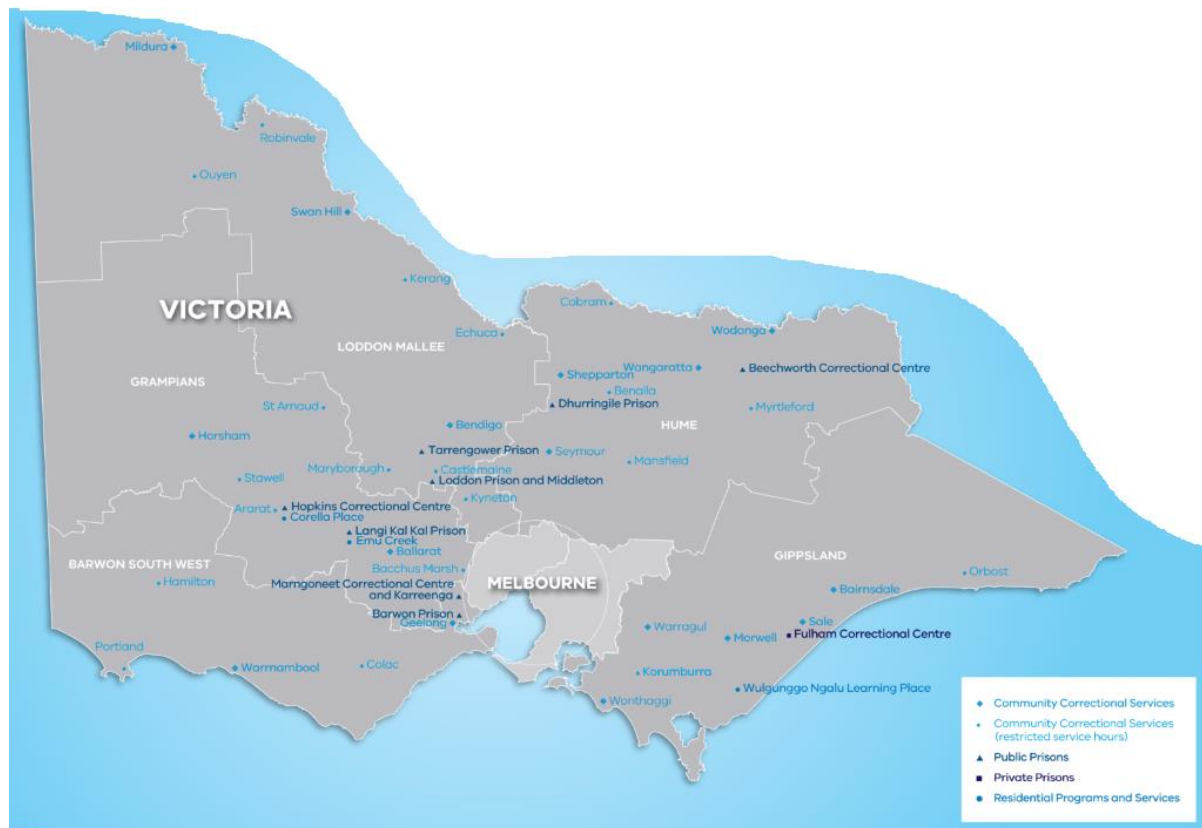 Mildura
Robinvale
Ouyen
Swan Hill
Kerang
VICTORIA
Cobram
Echuca
Wodonga
LODDON MALLEE
GRAMPIANS
Wangaratta
Beechworth Correctional Centre
Shepparton
Benalla
Dhurringile Prison
Myrtleford
St Arnaud
Bendigo
HUME
Horsham
Tarrengower Prison
Seymour
Mansfield
Maryborough
Castlemaine
Stawell
Loddon Prison and Middleton
Kyneton
Hopkins Correctional Centre
Ararat
Corella Place
Langi Kal Kal Prison
Emu Creek
Ballarat
GIPPSLAND
BARWON SOUTH WEST
Bacchus Marsh
Orbost
Hamilton
Marngoneet Correctional Centre
and Karreenga
MELBOURNE
Bairnsdale
Barwon Prison
Geelong
Sale
Warragul
Morwell
Fulham Correctional Centre
Portland
Warrnambool
Colac
Korumburra
Wulgunggo Ngalu Learning Place
Wonthaggi
Community Correctional Services
Community Correctional Services
(restricted service hours)
Public Prisons
Private Prisons
Residential Programs and Services